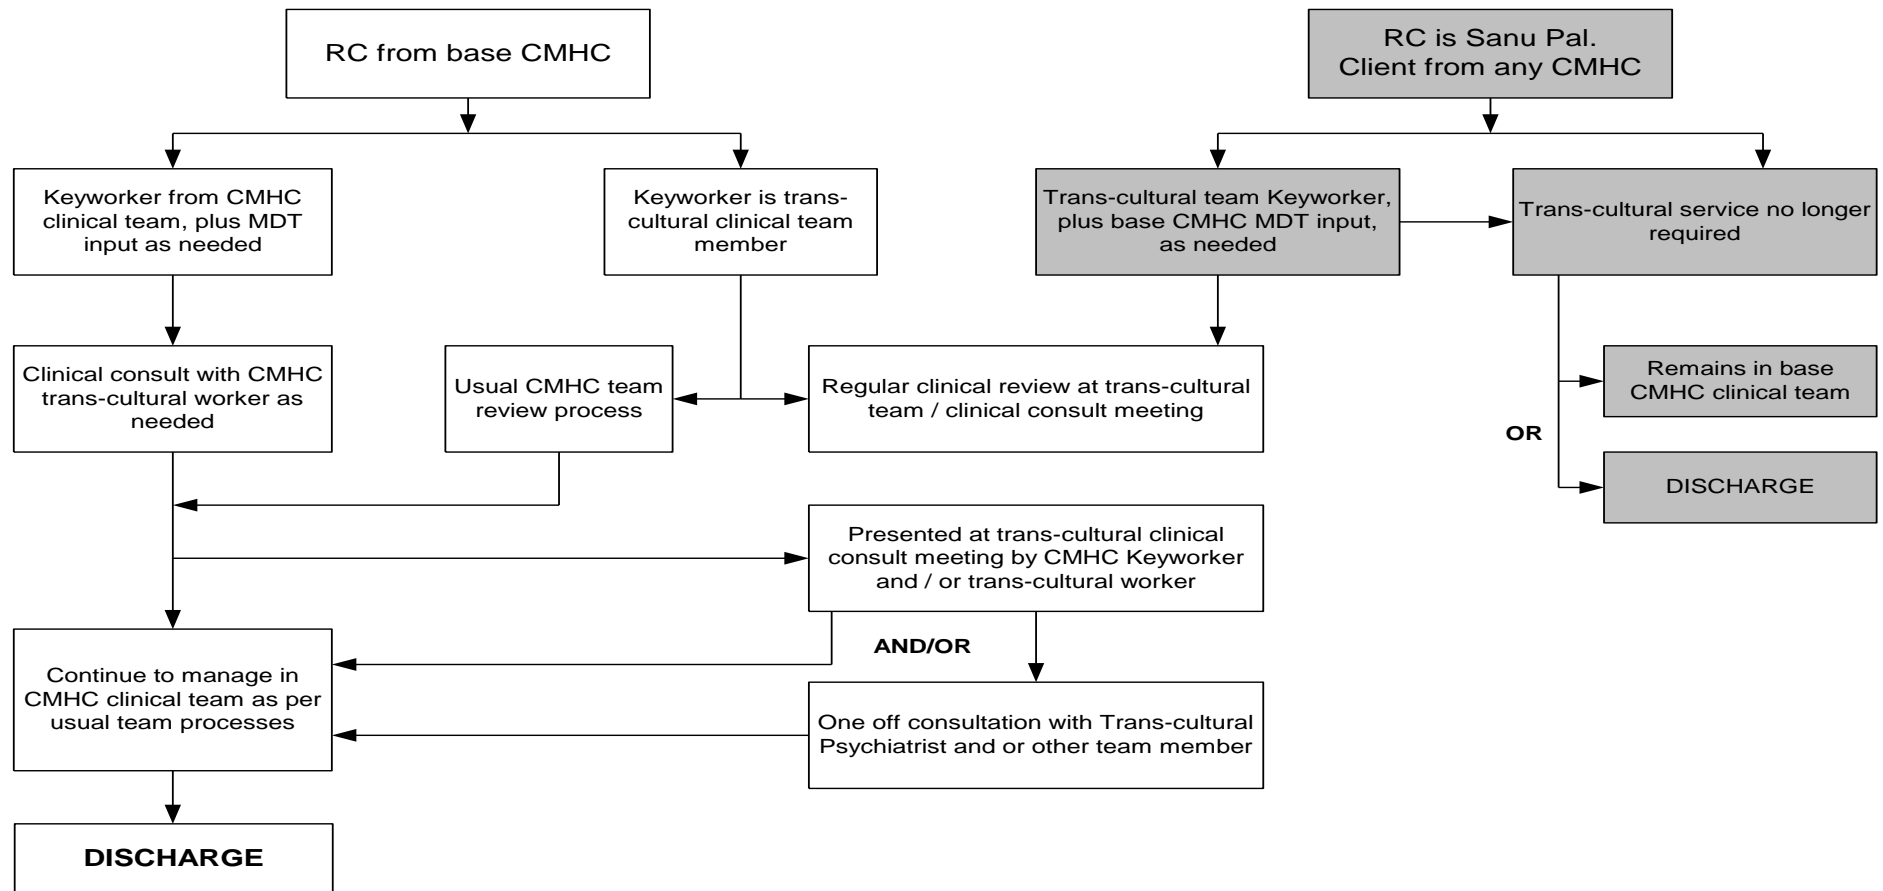 RC from base CMHC
RC is Sanu Pal.
Client from any CMHC
Keyworker from CMHC
clinical team, plus MDT
input as needed
Keyworker is trans-
cultural clinical team
member
Trans-cultural team Keyworker,
plus base CMHC MDT input,
as needed
Trans-cultural service no longer
required
Clinical consult with CMHC
trans-cultural worker as
needed
Usual CMHC team
review process
Regular clinical review at trans-cultural
team / clinical consult meeting
Remains in base
CMHC clinical team
OR
DISCHARGE
Presented at trans-cultural clinical
consult meeting by CMHC Keyworker
and / or trans-cultural worker
AND/OR
Continue to manage in
CMHC clinical team as per
usual team processes
One off consultation with Trans-cultural
Psychiatrist and or other team member
DISCHARGE